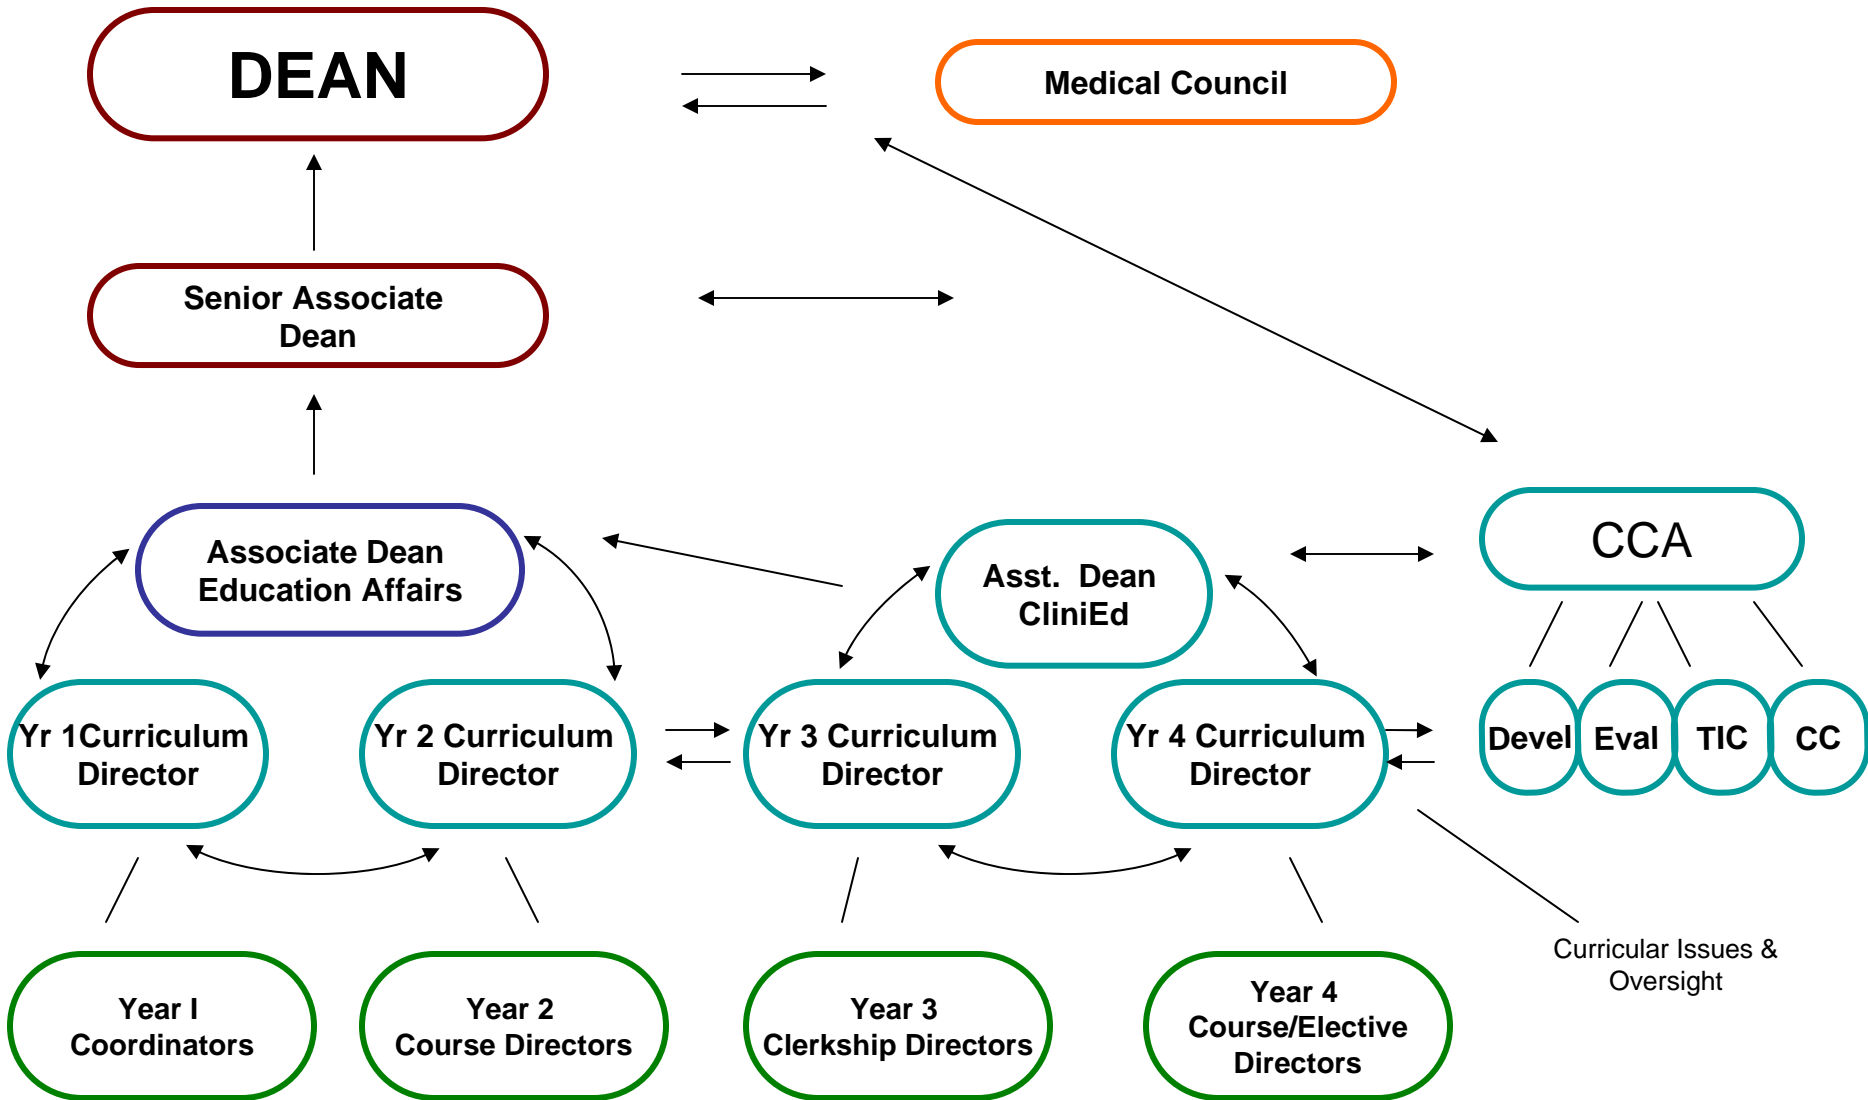 DEAN
Medical Council
Senior Associate
Dean
Associate Dean
Education Affairs
Asst. Dean
CliniEd
CCA
Yr 1Curriculum
Director
Yr 2 Curriculum
Director
Yr 3 Curriculum
Director
Yr 4 Curriculum
Director
Devel
Eval
TIC
CC
Curricular Issues &
Oversight
Year I
Coordinators
Year 2
Course Directors
Year 3
Clerkship Directors
Year 4
Course/Elective
Directors